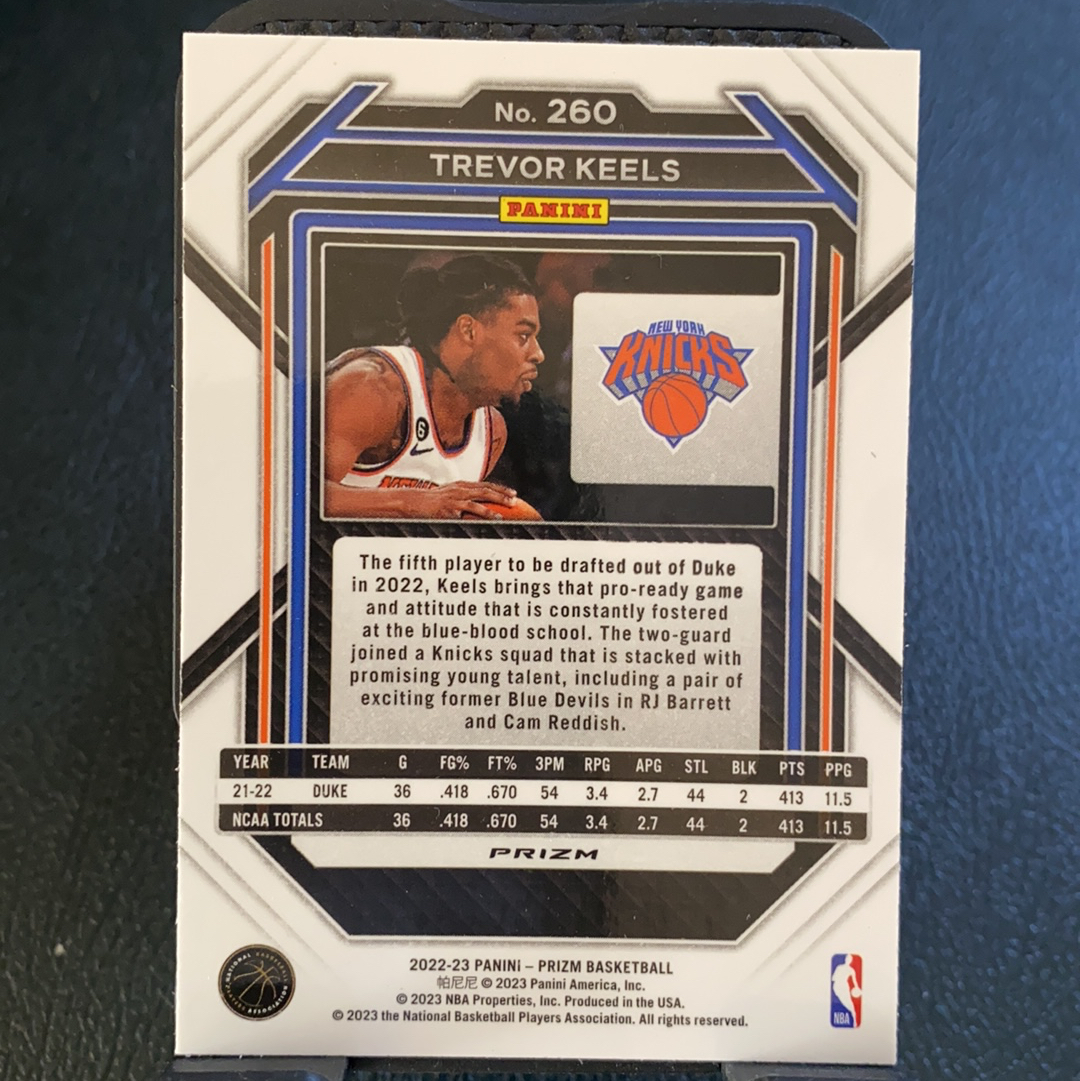 No. 260
TREVOR KEELS
PANINI
NEW YORK
KNICKS
6
The fifth player to be drafted out of Duke
in 2022, Keels brings that pro-ready game
and attitude that is constantly fostered
at the blue-blood school. The two-guard
joined a Knicks squad that is stacked with
promising young talent, including a pair of
exciting former Blue Devils in RJ Barrett
and Cam Reddish.
YEAR TEAM G FG% FT% 3PM RPG APG STL BLK PTS PPG
21-22 DUKE 36 .418 .670 54 3.4 2.7 44 2 413 11.5
NCAA TOTALS 36 .418 .670 54 3.4 2.7 44 2 413 11.5
PRIZM
2022-23 PANINI – PRIZM BASKETBALL
帕尼尼 © 2023 Panini America, Inc.
© 2023 NBA Properties, Inc. Produced in the USA.
© 2023 the National Basketball Players Association. All rights reserved.
NATIONAL BASKETBALL PLAYERS ASSOCIATION
NBA